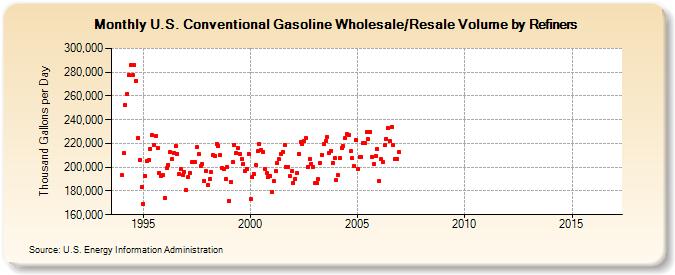 Monthly U.S. Conventional Gasoline Wholesale/Resale Volume by Refiners
Thousand Gallons per Day
300,000
280,000
260,000
240,000
220,000
200,000
180,000
160,000
1995 2000 2005 2010 2015
Source: U.S. Energy Information Administration